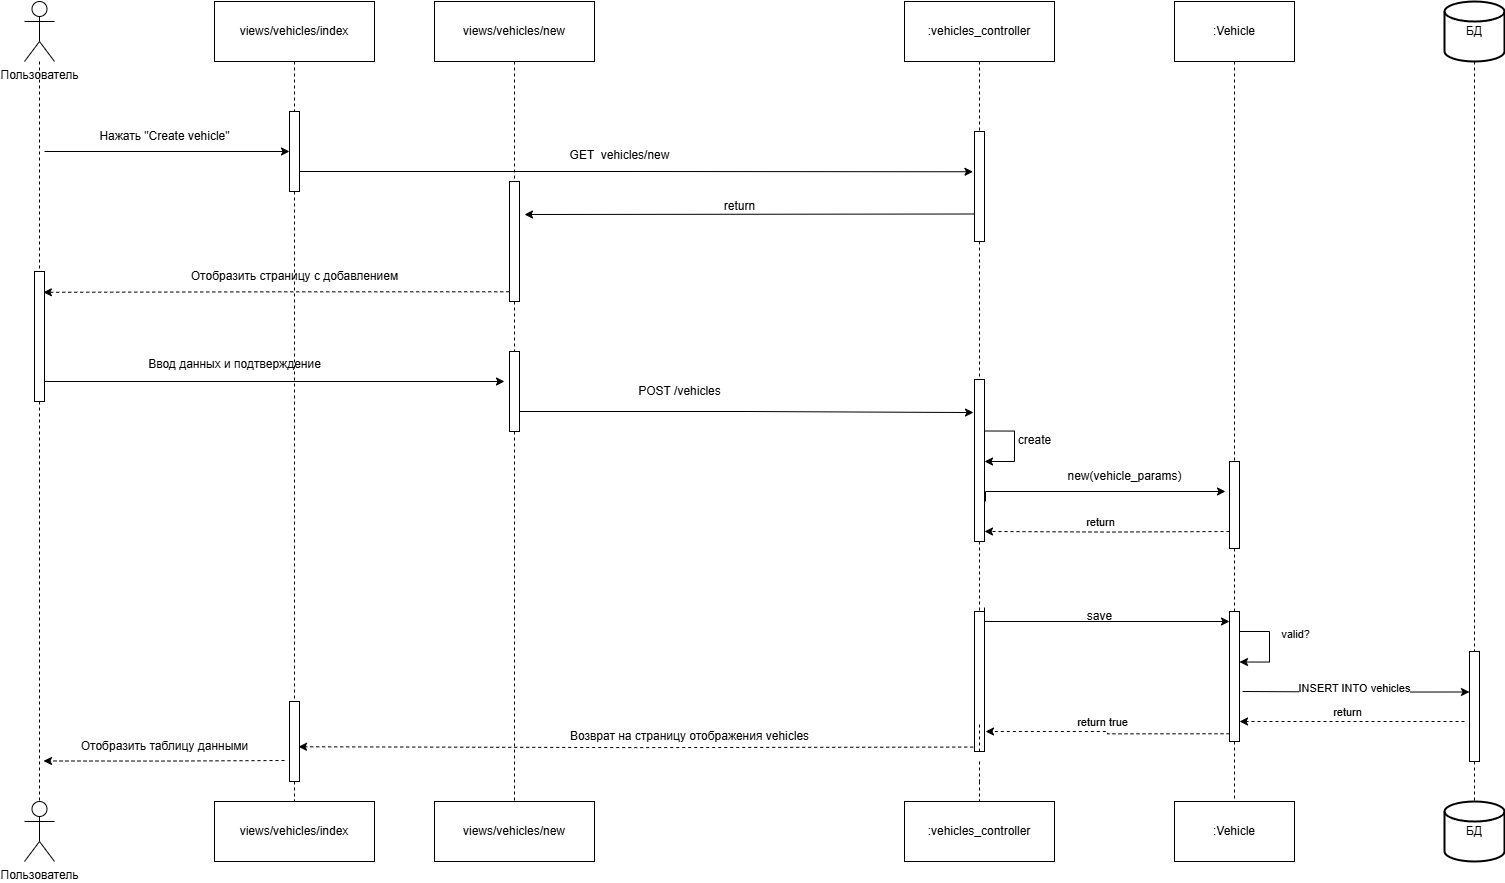 views/vehicles/index
views/vehicles/new
:vehicles_controller
:Vehicle
БД
Пользователь
Нажать "Create vehicle"
GET  vehicles/new
return
Отобразить страницу с добавлением
Ввод данных и подтверждение
POST /vehicles
create
new(vehicle_params)
return
save
valid?
INSERT INTO vehicles
return
return true
Возврат на страницу отображения vehicles
Отобразить таблицу данными
views/vehicles/index
views/vehicles/new
:vehicles_controller
:Vehicle
БД
Пользователь